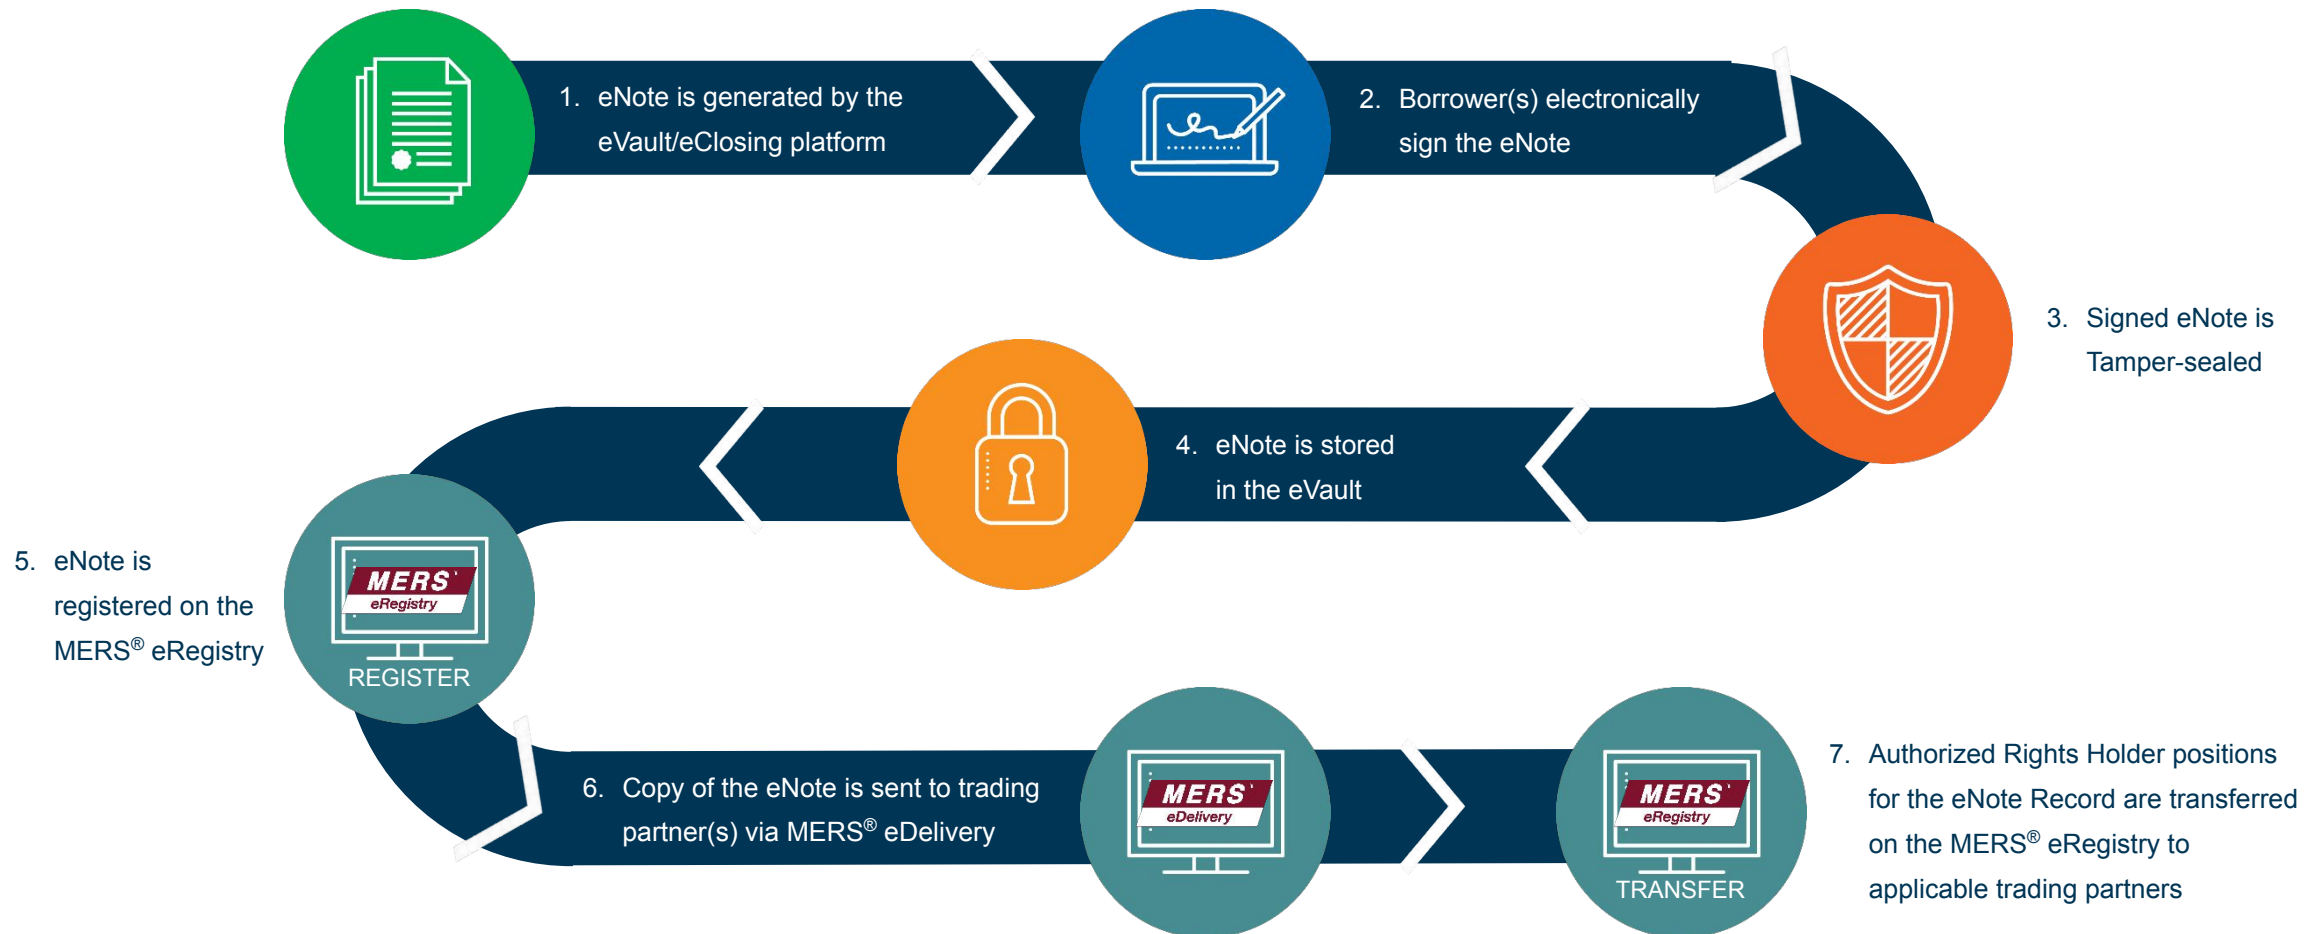 1. eNote is generated by the
eVault/eClosing platform
2. Borrower(s) electronically
sign the eNote
3. Signed eNote is
Tamper-sealed
4. eNote is stored
in the eVault
5. eNote is
registered on the
MERS® eRegistry
MERS
eRegistry
REGISTER
6. Copy of the eNote is sent to trading
partner(s) via MERS® eDelivery
MERS
eDelivery
MERS
eRegistry
TRANSFER
7. Authorized Rights Holder positions
for the eNote Record are transferred
on the MERS® eRegistry to
applicable trading partners